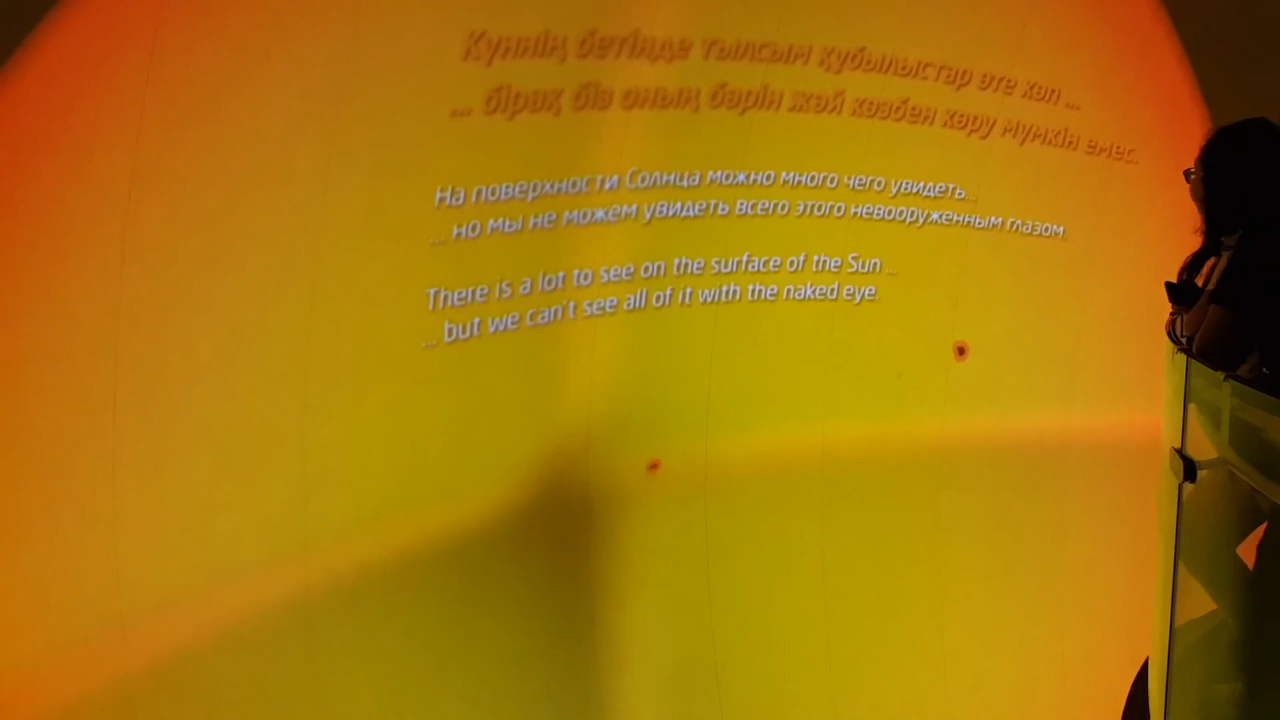 Күннің бетінде тылсым құбылыстар өте көп ...
... бірақ біз оның бәрін жәй көзбен көру мүмкін емес.
На поверхности Солнца можно много чего увидеть...
... но мы не можем увидеть всего этого невооруженным глазом.
There is a lot to see on the surface of the Sun ...
... but we can't see all of it with the naked eye.